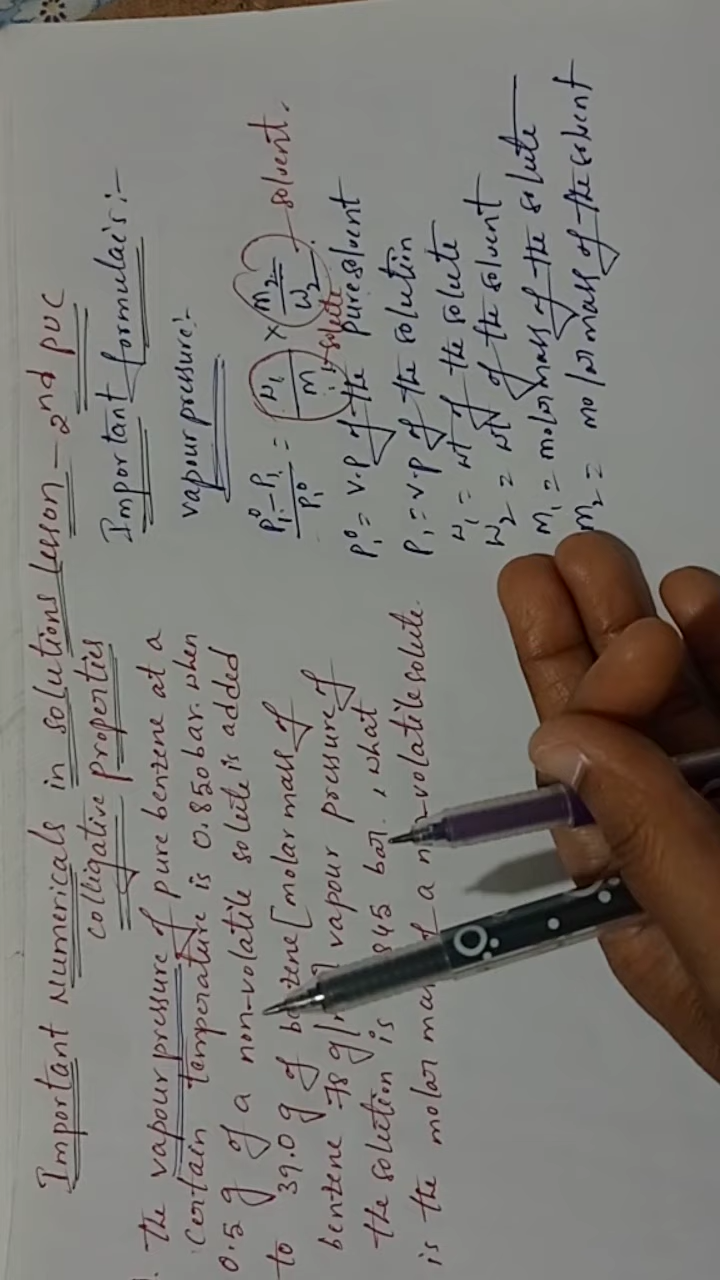 Important Numericals in solutions lesson - 2nd PUC
colligative properties
1. The vapour pressure of pure benzene at a
certain temperature is 0.850 bar. when
0.5 g of a non-volatile solute is added
to 39.0 g of benzene [molar mass of
benzene 78 g/ vapour pressure of
the solution is 845 bar., what
is the molar of a volatile solute.
Important formulae's :-
vapour pressure:-
(P₁⁰ - P₁)/P₁⁰ = w₁/m₁ × m₂/w₂ solvent.
solute
P₁⁰ = V.P of the pure solvent
P₁ = V.P of the solution
w₁ = wt of the solute
w₂ = wt of the solvent
m₁ = molar mass of the solute
m₂ = molar mass of the solvent